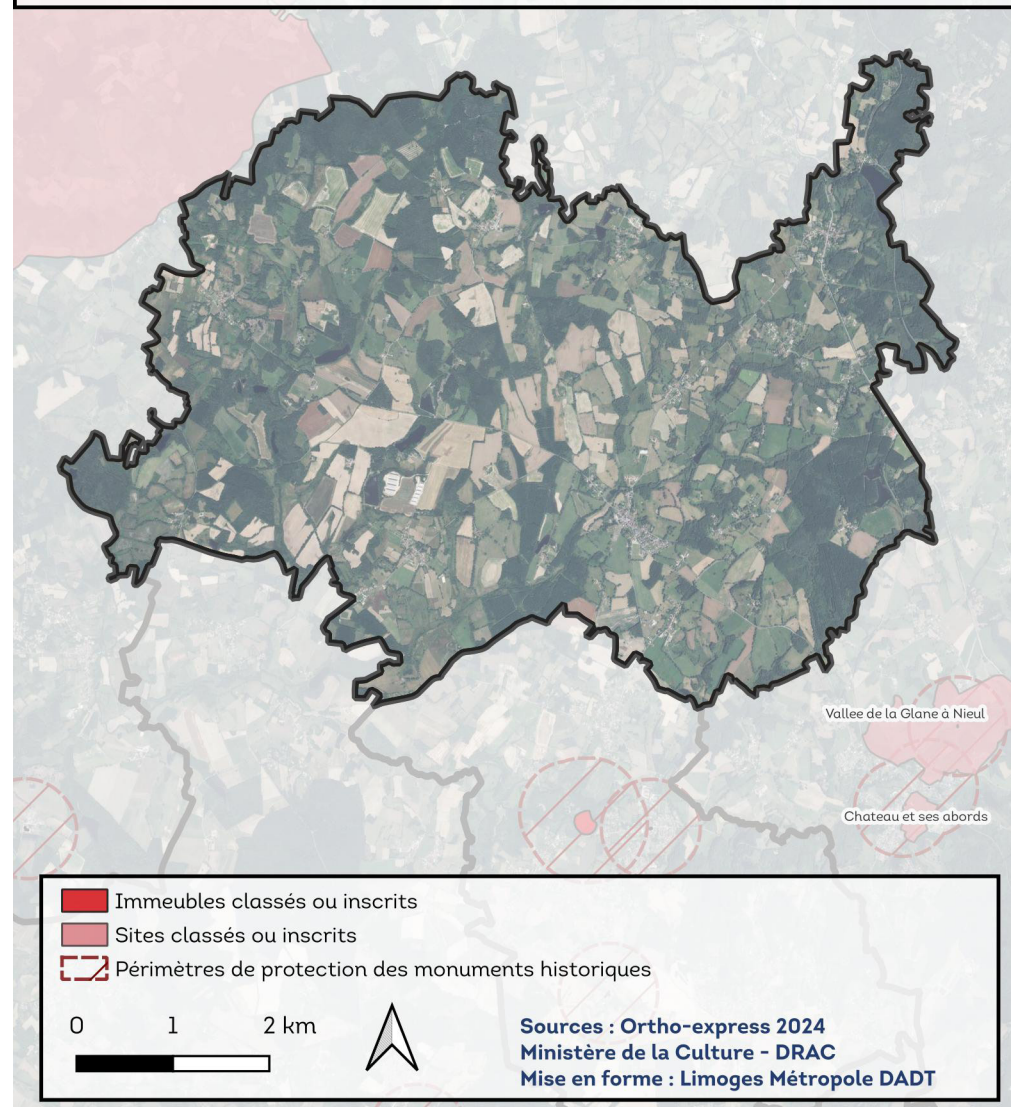 Vallee de la Glane à Nieul
Chateau et ses abords
Immeubles classés ou inscrits
Sites classés ou inscrits
Périmètres de protection des monuments historiques
0 1 2 km
Sources : Ortho-express 2024
Ministère de la Culture - DRAC
Mise en forme : Limoges Métropole DADT